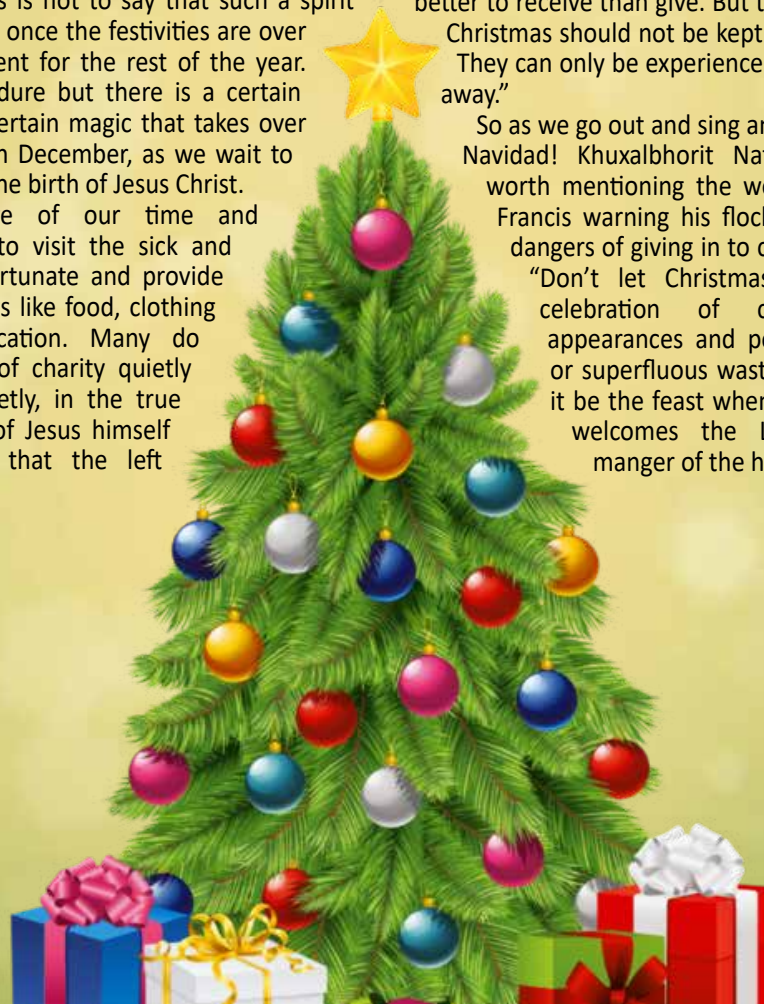 is not to say that such a spirit
once the festivities are over
ent for the rest of the year.
dure but there is a certain
ertain magic that takes over
December, as we wait to
he birth of Jesus Christ.
e of our time and
to visit the sick and
rtunate and provide
s like food, clothing
cation. Many do
of charity quietly
etly, in the true
of Jesus himself
that the left
better to receive than give. But
Christmas should not be kept
They can only be experience
away.”
So as we go out and sing
Navidad! Khuxalbhorit Nat
worth mentioning the
Francis warning his
dangers of giving in to
“Don’t let Christmas
celebration of
appearances and
or superfluous
it be the feast
welcomes the
manger of the